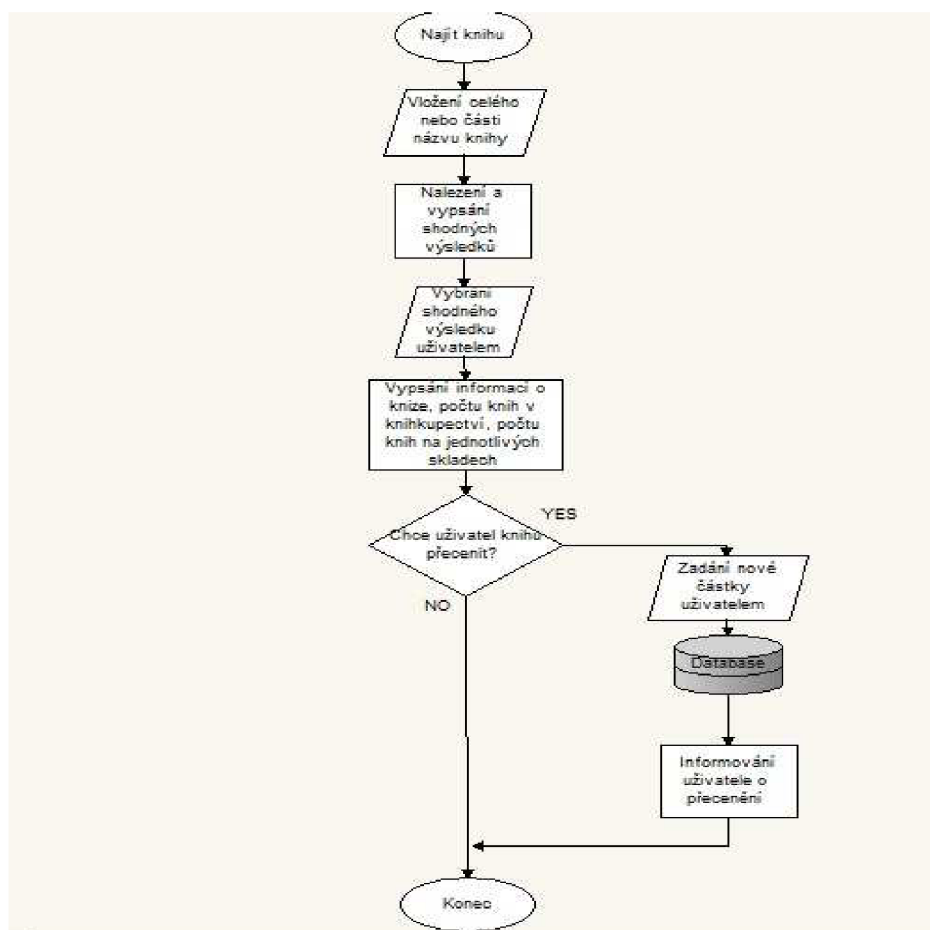 Najít knihu
Vložení celého
nebo části
názvu knihy
Nalezení a
vypsání
shodných
výsledků
Vybrání
shodného
výsledku
uživatelem
Vypsání informací o
knize, počtu knih v
knihkupectví, počtu
knih na jednotlivých
skladech
Chce uživatel knihu
přecenit?
YES
NO
Zadání nové
částky
uživatelem
Database
Informování
uživatele o
přecenění
Konec